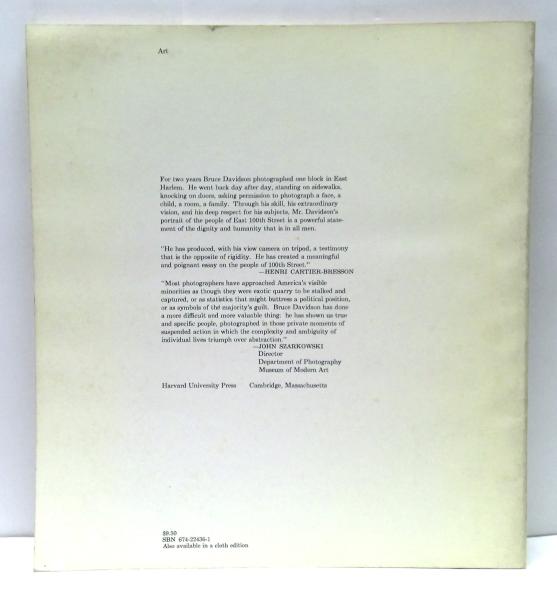 Art
For two years Bruce Davidson photographed one block in East
Harlem. He went back day after day, standing on sidewalks,
knocking on doors, asking permission to photograph a face, a
child, a room, a family. Through his skill, his extraordinary
vision, and his deep respect for his subjects, Mr. Davidson's
portrait of the people of East 100th Street is a powerful state-
ment of the dignity and humanity that is in all men.
"He has produced, with his view camera on tripod, a testimony
that is the opposite of rigidity. He has created a meaningful
and poignant essay on the people of 100th Street."
—HENRI CARTIER-BRESSON
"Most photographers have approached America's visible
minorities as though they were exotic quarry to be stalked and
captured, or as statistics that might buttress a political position,
or as symbols of the majority's guilt. Bruce Davidson has done
a more difficult and more valuable thing: he has shown us true
and specific people, photographed in those private moments of
suspended action in which the complexity and ambiguity of
individual lives triumph over abstraction."
—JOHN SZARKOWSKI
Director
Department of Photography
Museum of Modern Art
Harvard University Press Cambridge, Massachusetts
$9.50
SBN 674-22436-1
Also available in a cloth edition